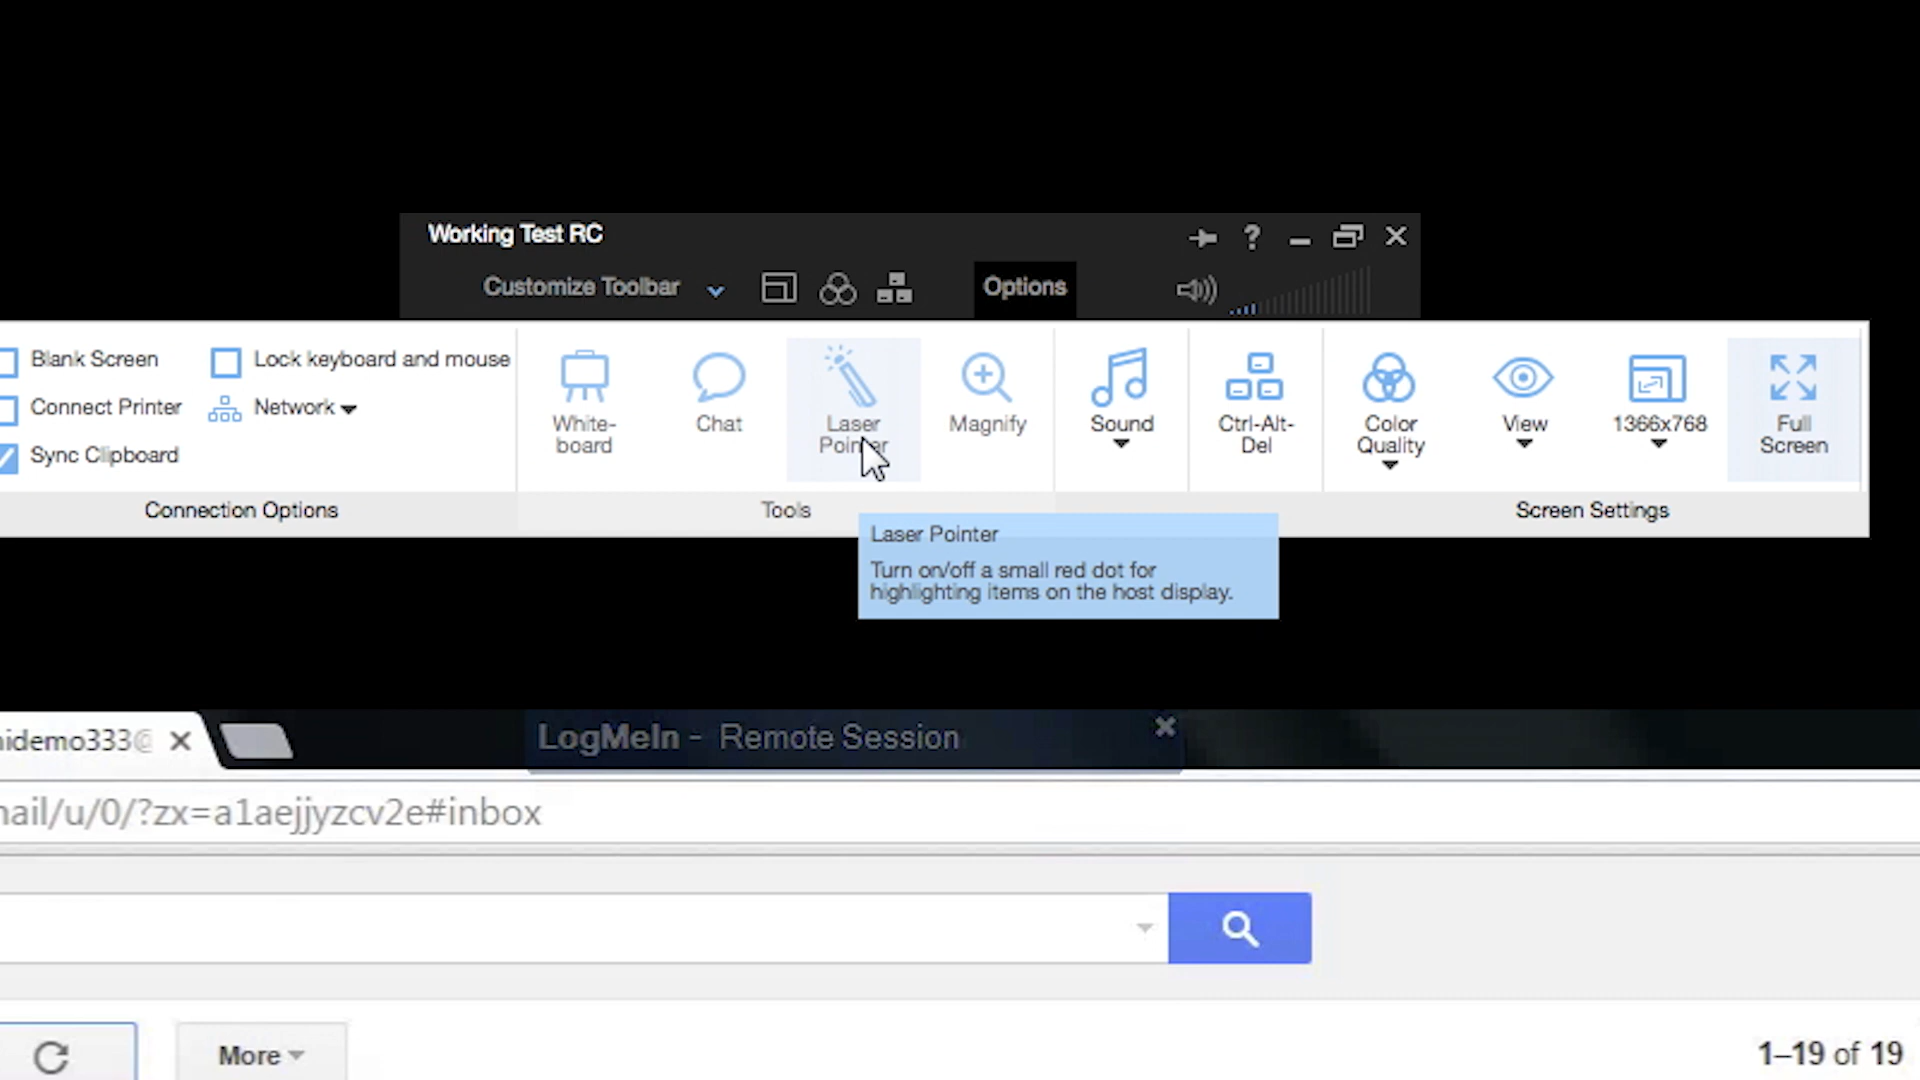 Working Test RC
?
Customize Toolbar
Options
Blank Screen
Lock keyboard and mouse
Connect Printer
Network
Sync Clipboard
Connection Options
White-
board
Chat
Laser
Pointer
Magnify
Tools
Sound
Ctrl-Alt-
Del
Color
Quality
View
1366x768
Full
Screen
Screen Settings
Laser Pointer
Turn on/off a small red dot for
highlighting items on the host display.
idemo333@
LogMeIn - Remote Session
ail/u/0/?zx=a1aejjyzcv2e#inbox
More
1–19 of 19